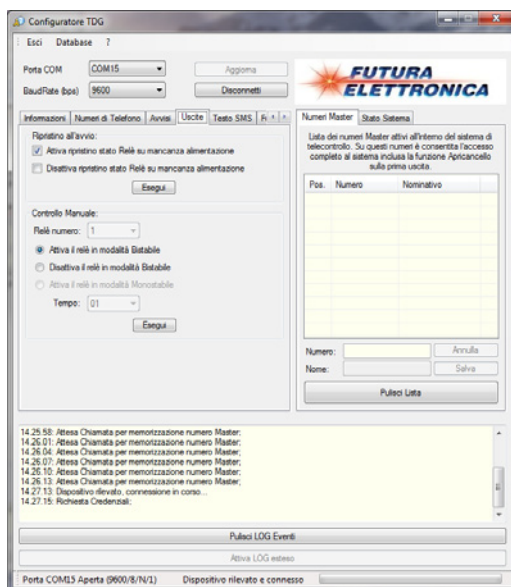 Configuratore TDG
Esci Database ?
Porta COM COM15 Aggiorna
BaudRate (bps) 9600 Disconnetti
FUTURA
ELETTRONICA
Informazioni Numeri di Telefono Avvisi Uscite Testo SMS
Ripristino all'avvio:
Attiva ripristino stato Relè su mancanza alimentazione
Disattiva ripristino stato Relè su mancanza alimentazione
Esegui
Controllo Manuale:
Relè numero: 1
Attiva il relè in modalità Bistabile
Disattiva il relè in modalità Bistabile
Attiva il relè in modalità Monostabile
Tempo: 01
Esegui
Numeri Master Stato Sistema
Lista dei numeri Master attivi all'interno del sistema di
telecontrollo. Su questi numeri è consentita l'accesso
completo al sistema inclusa la funzione Apricancello
sulla prima uscita.
Pos. Numero Nominativo
Numero: Annulla
Nome: Salva
Pulisci Lista
14.25.58: Attesa Chiamata per memorizzazione numero Master;
14.26.01: Attesa Chiamata per memorizzazione numero Master;
14.26.04: Attesa Chiamata per memorizzazione numero Master;
14.26.07: Attesa Chiamata per memorizzazione numero Master;
14.26.10: Attesa Chiamata per memorizzazione numero Master;
14.26.13: Attesa Chiamata per memorizzazione numero Master;
14.27.13: Dispositivo rilevato, connessione in corso...
14.27.15: Richiesta Credenziali;
Pulisci LOG Eventi
Attiva LOG esteso
Porta COM15 Aperta (9600/8/N/1) Dispositivo rilevato e connesso